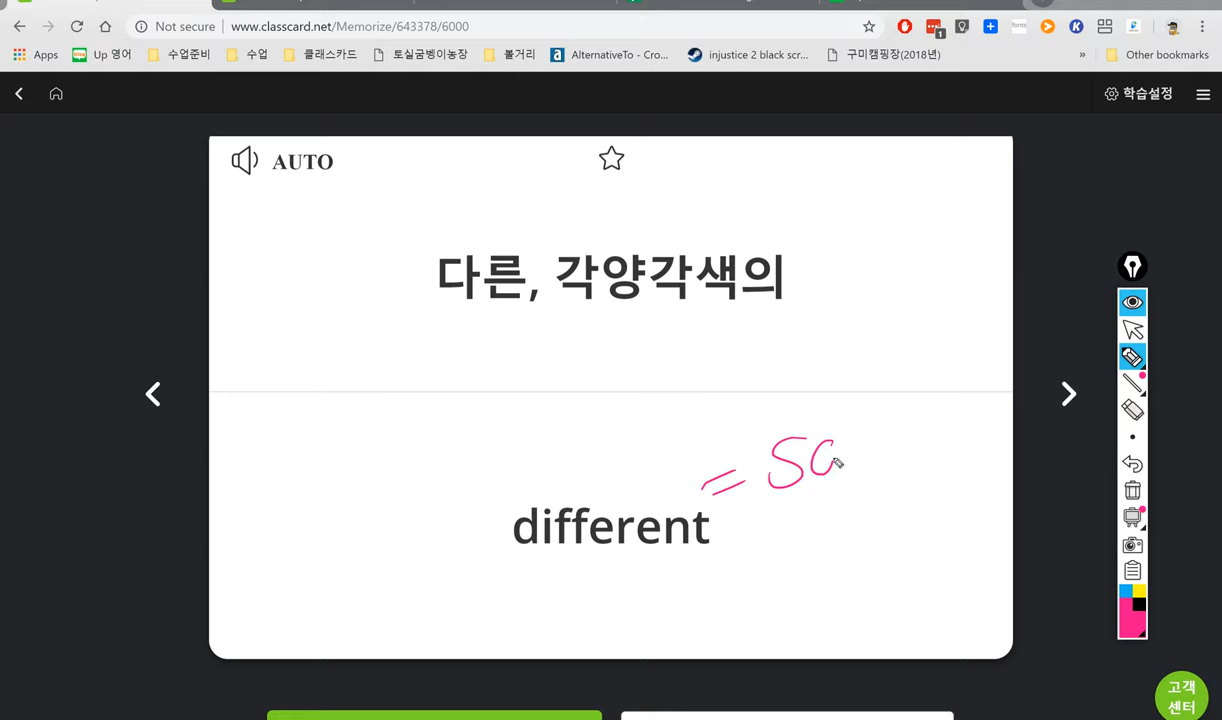 Not secure www.classcard.net/Memorize/643378/6000
Apps Up 영어 수업준비 수업 클래스카드 토실굼벵이농장 볼거리 AlternativeTo - Cro... injustice 2 black scr... 구미캠핑장(2018년) » Other bookmarks
학습설정
AUTO
다른, 각양각색의
= S
different
고객
센터